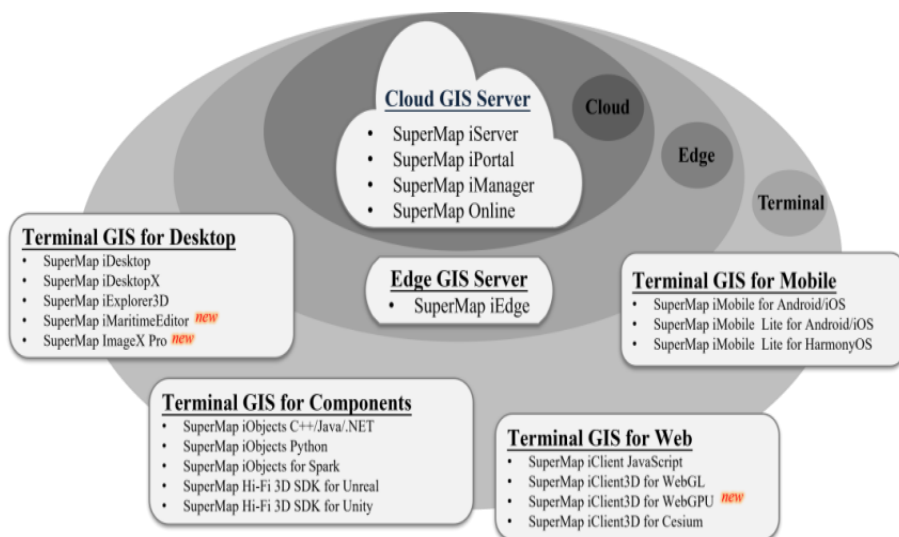 Cloud GIS Server
• SuperMap iServer
• SuperMap iPortal
• SuperMap iManager
• SuperMap Online
Cloud
Edge
Terminal
Terminal GIS for Desktop
• SuperMap iDesktop
• SuperMap iDesktopX
• SuperMap iExplorer3D
• SuperMap iMaritimeEditor new
• SuperMap ImageX Pro new
Edge GIS Server
• SuperMap iEdge
Terminal GIS for Mobile
• SuperMap iMobile for Android/iOS
• SuperMap iMobile Lite for Android/iOS
• SuperMap iMobile Lite for HarmonyOS
Terminal GIS for Components
• SuperMap iObjects C++/Java/.NET
• SuperMap iObjects Python
• SuperMap iObjects for Spark
• SuperMap Hi-Fi 3D SDK for Unreal
• SuperMap Hi-Fi 3D SDK for Unity
Terminal GIS for Web
• SuperMap iClient JavaScript
• SuperMap iClient3D for WebGL
• SuperMap iClient3D for WebGPU new
• SuperMap iClient3D for Cesium